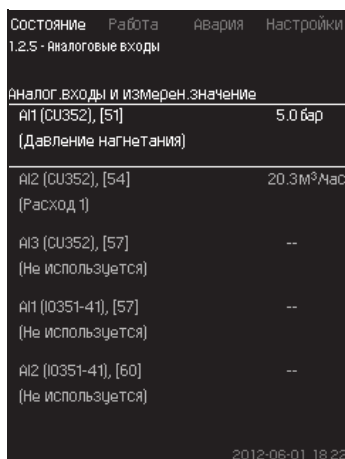 Состояние Работа Авария Настройки
1.2.5 - Аналоговые входы
Аналог.входы и измерен.значение
AI1 (CU352), [51] 5.0 бар
(Давление нагнетания)
AI2 (CU352), [54] 20.3м³/час
(Расход 1)
AI3 (CU352), [57] --
(Не используется)
AI1 (IO351-41), [57] --
(Не используется)
AI2 (IO351-41), [60] --
(Не используется)
2012-06-01 18:22